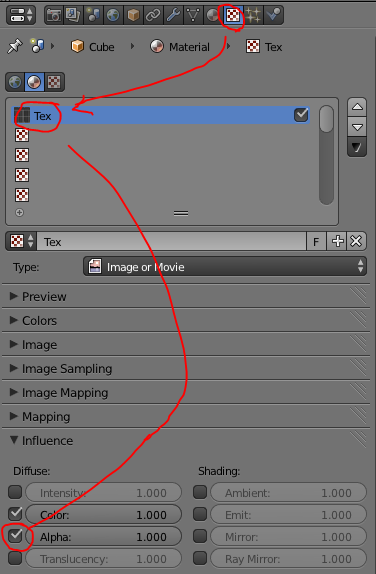 Cube Material Tex
Tex
Tex F
Type: Image or Movie
Preview
Colors
Image
Image Sampling
Image Mapping
Mapping
Influence
Diffuse: Shading:
Intensity: 1.000 Ambient: 1.000
Color: 1.000 Emit: 1.000
Alpha: 1.000 Mirror: 1.000
Translucency: 1.000 Ray Mirror: 1.000